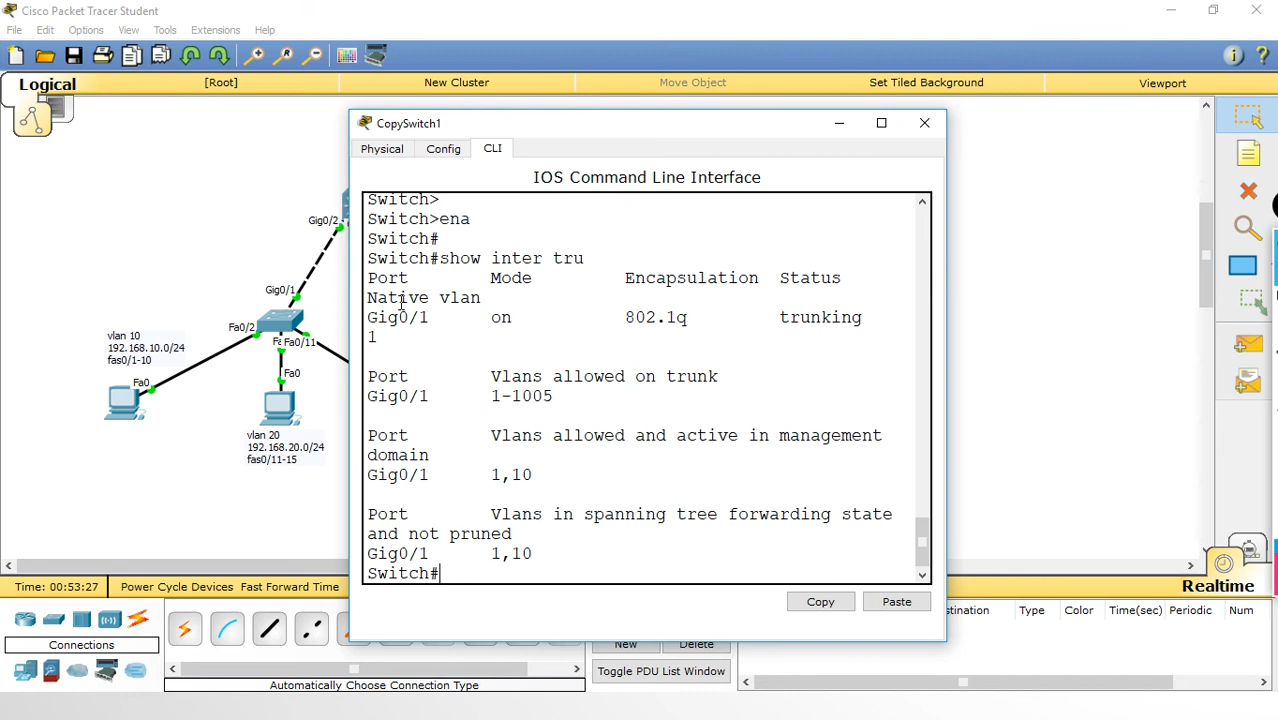 Cisco Packet Tracer Student
File Edit Options View Tools Extensions Help
Logical [Root] New Cluster Move Object Set Tiled Background Viewport
CopySwitch1
Physical Config CLI
IOS Command Line Interface
Switch>
Switch>ena
Switch#
Switch#show inter tru
Port Mode Encapsulation Status
Native vlan
Gig0/1 on 802.1q trunking
1
Port Vlans allowed on trunk
Gig0/1 1-1005
Port Vlans allowed and active in management
domain
Gig0/1 1,10
Port Vlans in spanning tree forwarding state
and not pruned
Gig0/1 1,10
Switch#
Copy Paste
Gig0/2
Gig0/1
Fa0/2
Fa0/11
vlan 10
192.168.10.0/24
fas0/1-10
Fa0
Fa0
vlan 20
192.168.20.0/24
fas0/11-15
Time: 00:53:27 Power Cycle Devices Fast Forward Time Realtime
Connections
Automatically Choose Connection Type
New Delete
Toggle PDU List Window
stination Type Color Time(sec) Periodic Num